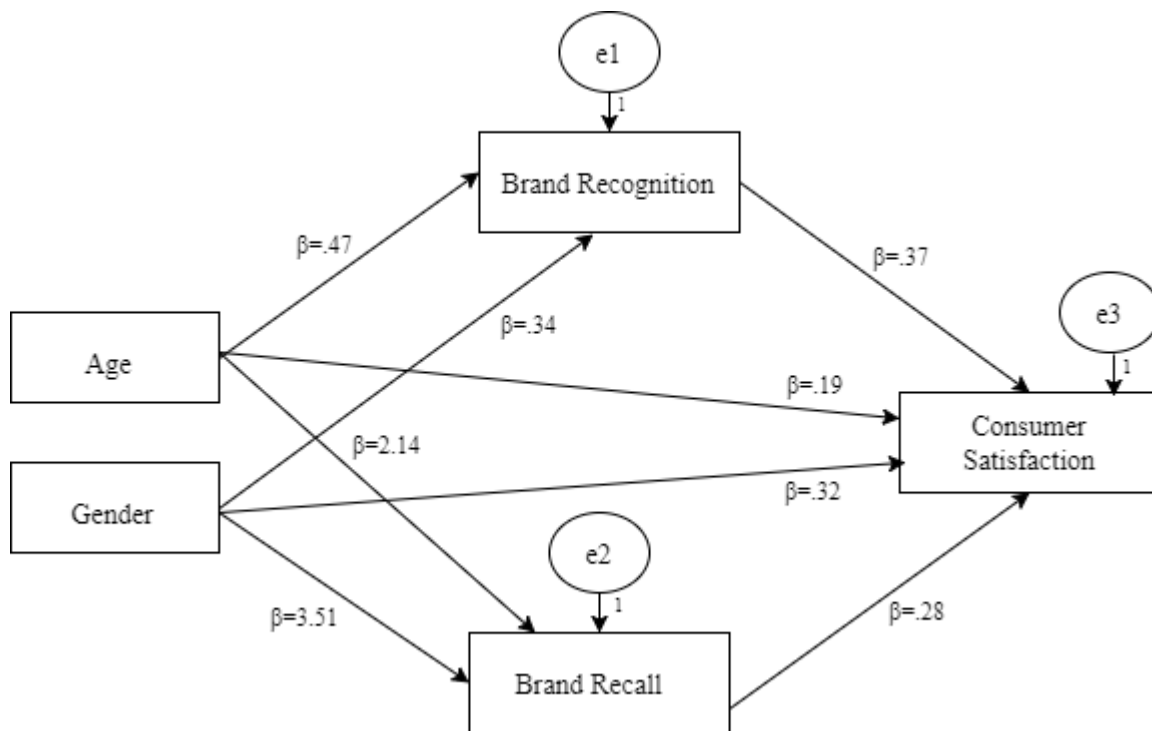 e1
1
Brand Recognition
β=.47
β=.37
e3
β=.34
1
Age
β=.19
Consumer
Satisfaction
β=2.14
Gender
β=.32
e2
1
β=3.51
β=.28
Brand Recall